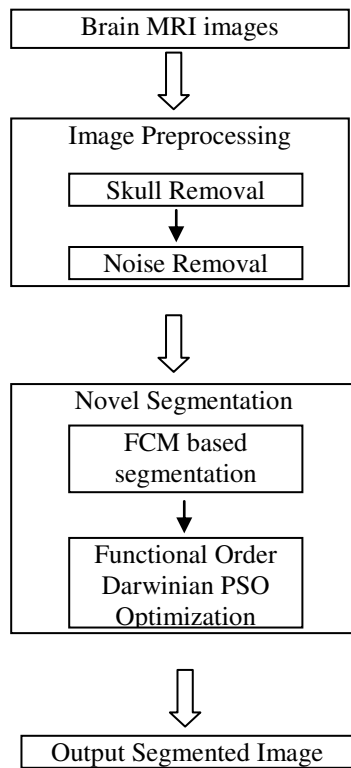 Brain MRI images
Image Preprocessing
Skull Removal
Noise Removal
Novel Segmentation
FCM based
segmentation
Functional Order
Darwinian PSO
Optimization
Output Segmented Image